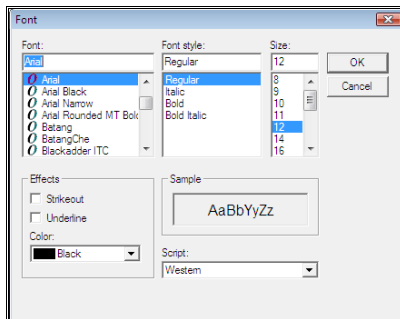 Font
Font: Font style: Size:
Arial Regular 12 OK
Arial Regular 8 Cancel
Arial Black Italic 9
Arial Narrow Bold 10
Arial Rounded MT Bold Bold Italic 11
Batang 12
BatangChe 14
Blackadder ITC 16
Effects Sample
Strikeout
Underline AaBbYyZz
Color:
Black Script:
Western